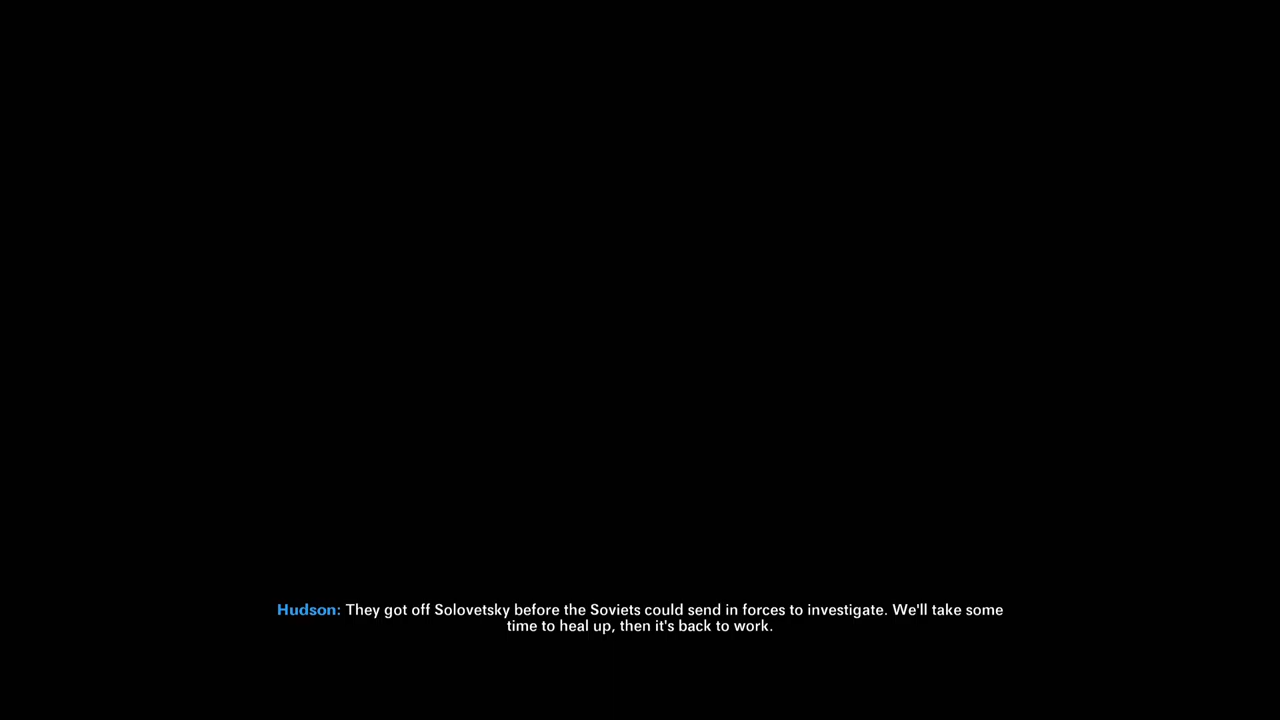 Hudson: They got off Solovetsky before the Soviets could send in forces to investigate. We'll take some
time to heal up, then it's back to work.